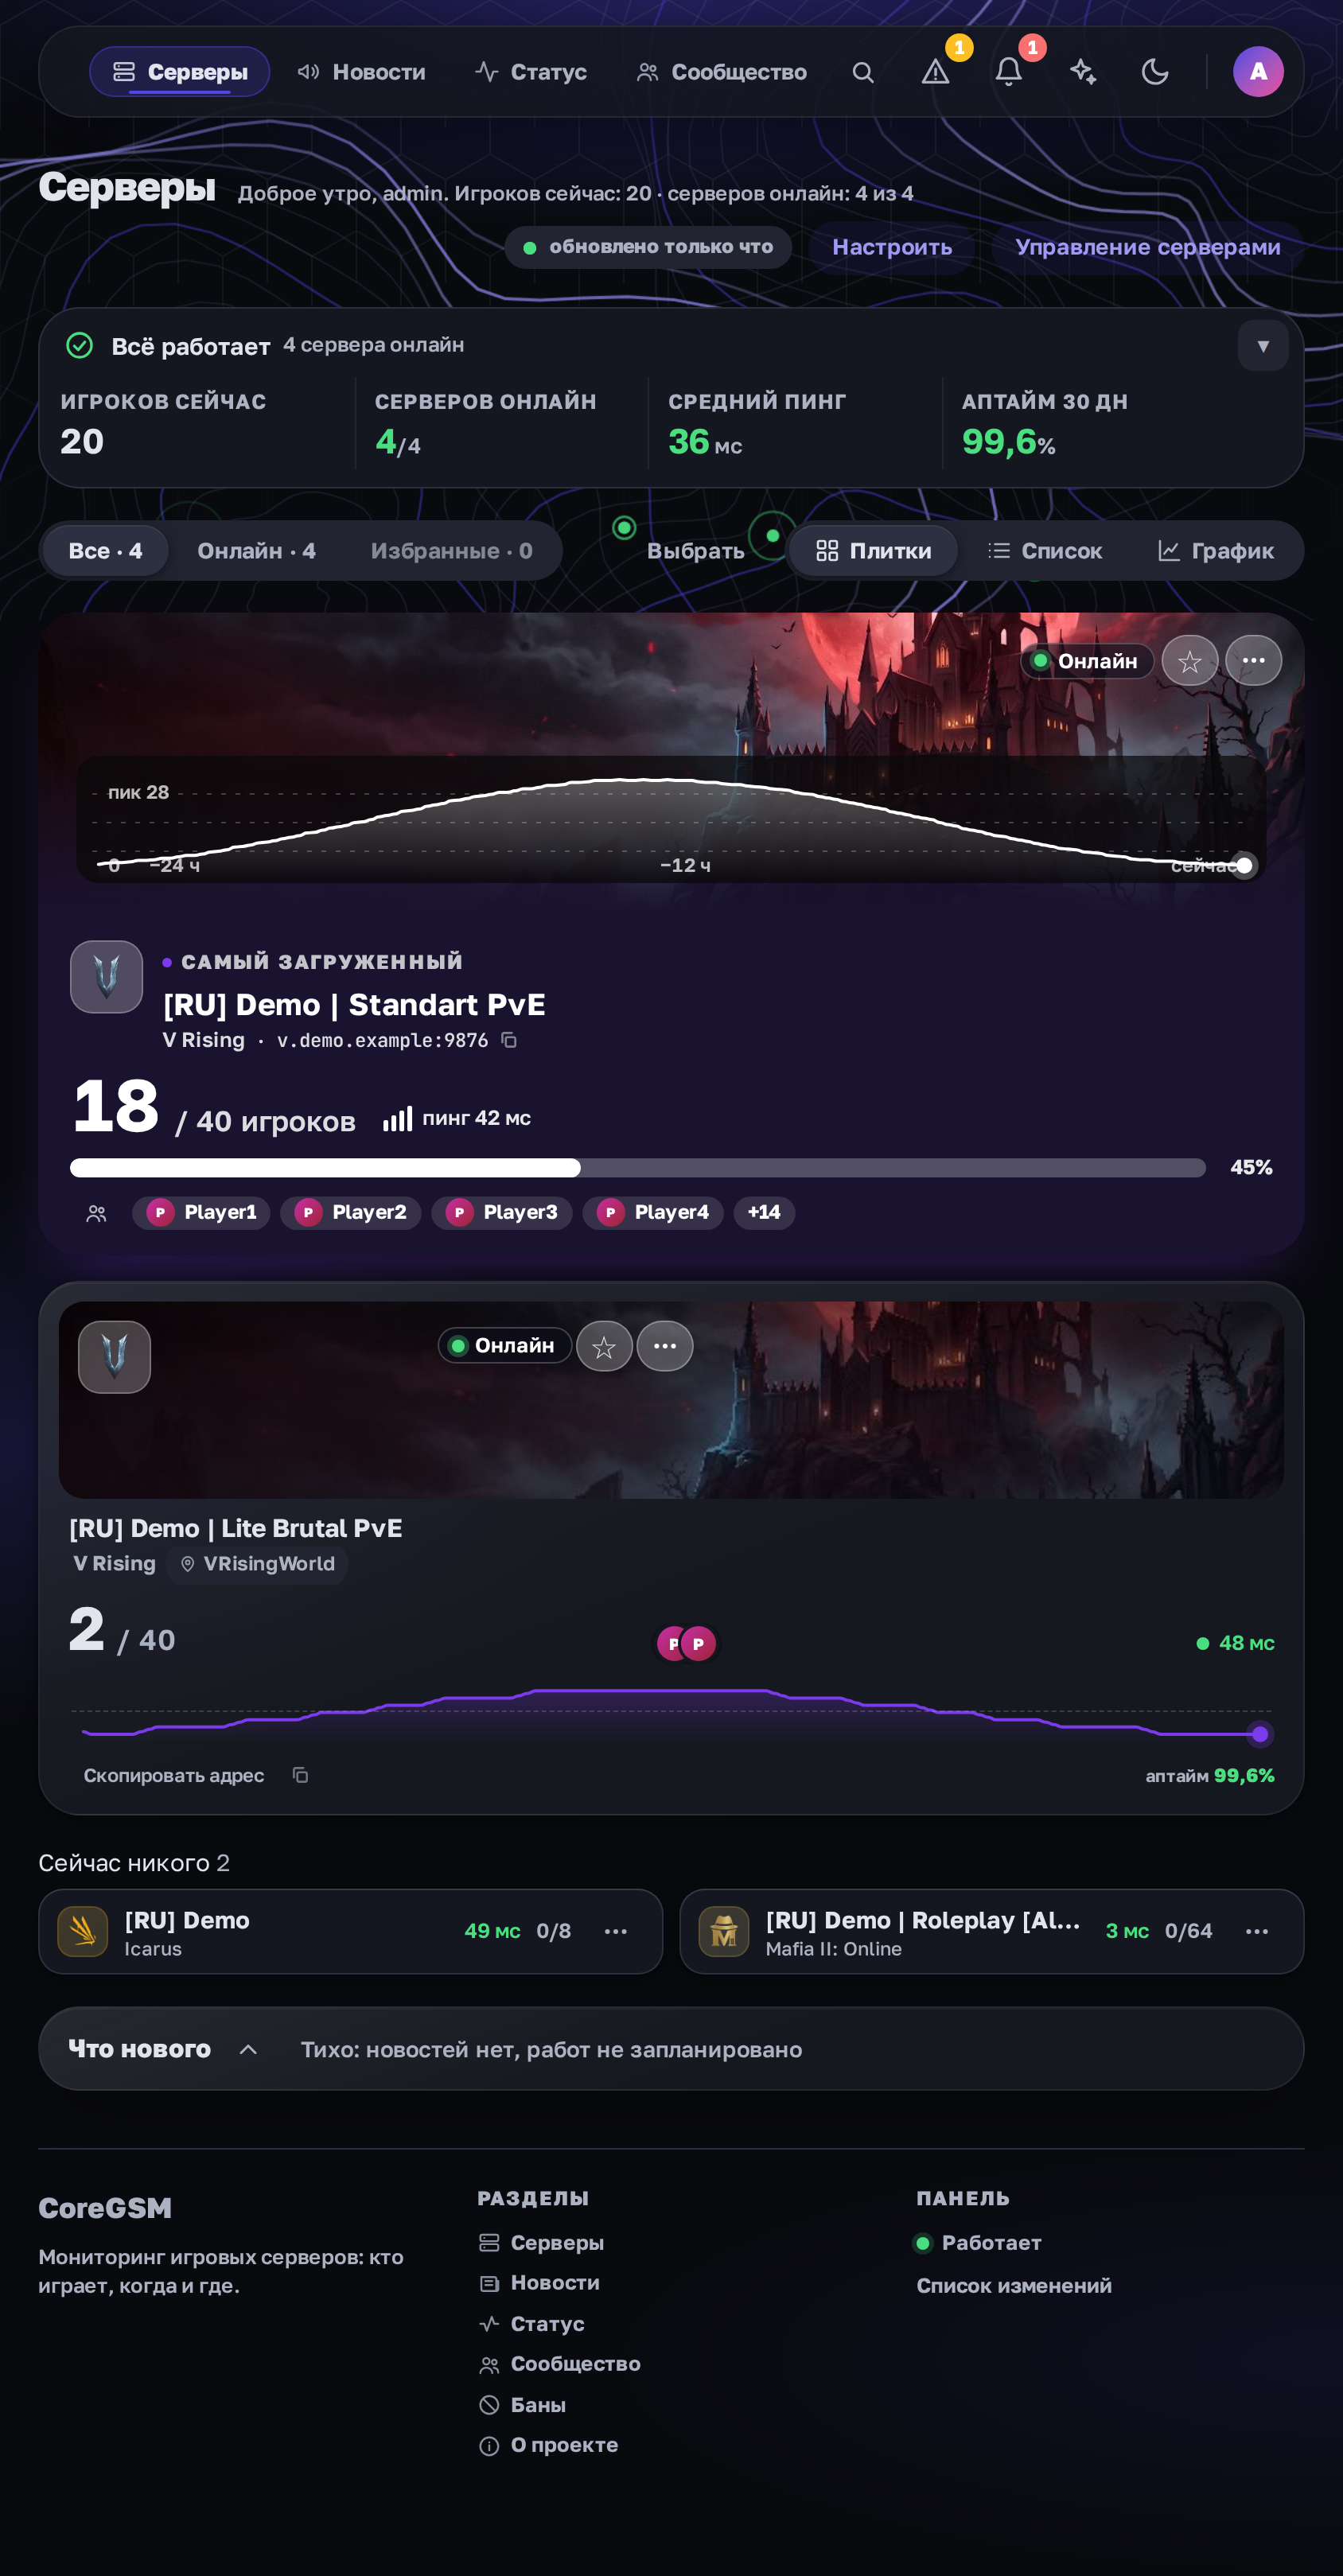 Серверы Новости Статус Сообщество 1 1 A
Серверы Доброе утро, admin. Игроков сейчас: 20 · серверов онлайн: 4 из 4
обновлено только что Настроить Управление серверами
Всё работает 4 сервера онлайн ▼
ИГРОКОВ СЕЙЧАС СЕРВЕРОВ ОНЛАЙН СРЕДНИЙ ПИНГ АПТАЙМ 30 ДН
20 4/4 36 мс 99,6%
Все · 4 Онлайн · 4 Избранные · 0 Выбрать Плитки Список График
Онлайн
пик 28
0 −24 ч −12 ч сейчас
САМЫЙ ЗАГРУЖЕННЫЙ
[RU] Demo | Standart PvE
V Rising · v.demo.example:9876
18 / 40 игроков пинг 42 мс
45%
P Player1 P Player2 P Player3 P Player4 +14
Онлайн
[RU] Demo | Lite Brutal PvE
V Rising VRisingWorld
2 / 40 P P 48 мс
Скопировать адрес аптайм 99,6%
Сейчас никого 2
[RU] Demo 49 мс 0/8
Icarus
[RU] Demo | Roleplay [Al... 3 мс 0/64
Mafia II: Online
Что нового Тихо: новостей нет, работ не запланировано
CoreGSM
Мониторинг игровых серверов: кто
играет, когда и где.
РАЗДЕЛЫ
Серверы
Новости
Статус
Сообщество
Баны
О проекте
ПАНЕЛЬ
Работает
Список изменений